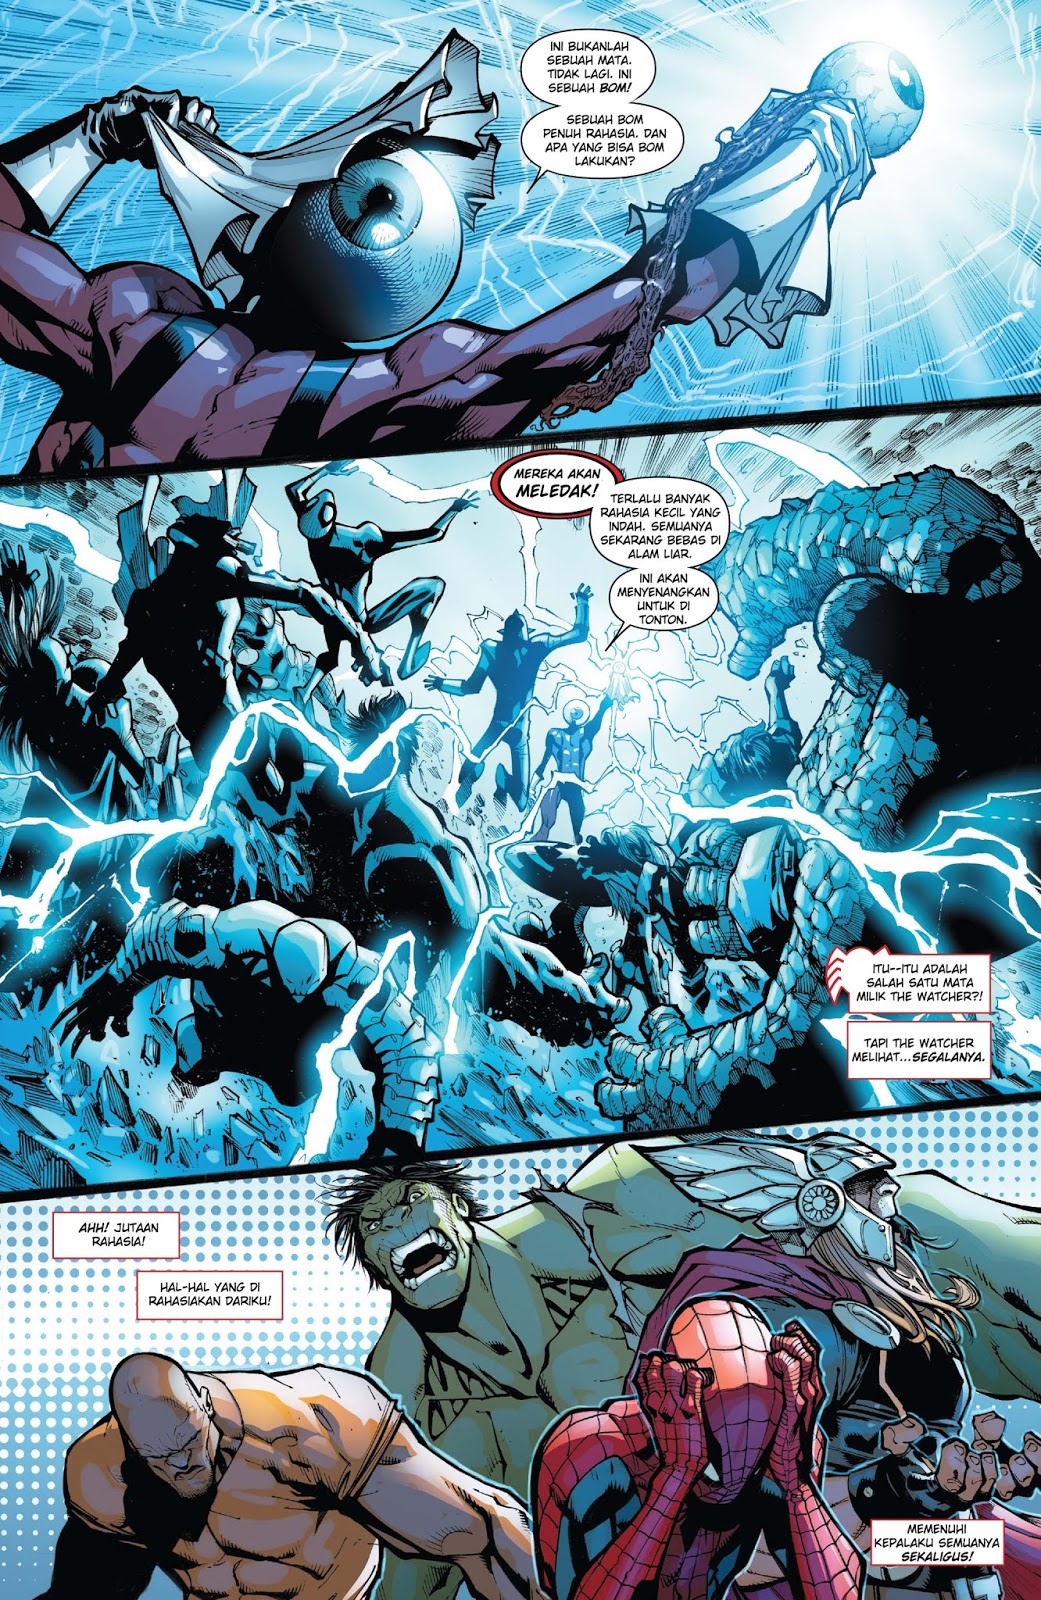 INI BUKANLAH
SEBUAH MATA.
TIDAK LAGI. INI
SEBUAH BOM!
SEBUAH BOM
PENUH RAHASIA. DAN
APA YANG BISA BOM
LAKUKAN?
MEREKA AKAN
MELEDAK!
TERLALU BANYAK
RAHASIA KECIL YANG
INDAH. SEMUANYA
SEKARANG BEBAS DI
ALAM LIAR.
INI AKAN
MENYENANGKAN
UNTUK DI
TONTON.
ITU--ITU ADALAH
SALAH SATU MATA
MILIK THE WATCHER?!
TAPI THE WATCHER
MELIHAT...SEGALANYA.
AHH! JUTAAN
RAHASIA!
HAL-HAL YANG DI
RAHASIAKAN DARIKU!
MEMENUHI
KEPALAKU SEMUANYA
SEKALIGUS!